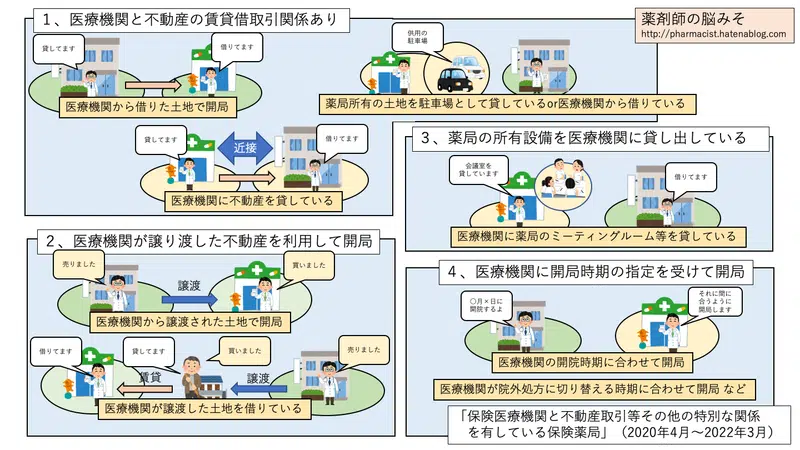 薬剤師の脳みそ
http://pharmacist.hatenablog.com
1、医療機関と不動産の賃貸借取引関係あり
貸してます
借りてます
医療機関から借りた土地で開局
供用の
駐車場
薬局所有の土地を駐車場として貸しているor医療機関から借りている
貸してます
近接
借りてます
医療機関に不動産を貸している
2、医療機関が譲り渡した不動産を利用して開局
売りました
譲渡
買いました
医療機関から譲渡された土地で開局
借りてます
賃貸
貸してます
買いました
譲渡
売りました
医療機関が譲渡した土地を借りている
3、薬局の所有設備を医療機関に貸し出している
会議室を
貸しています
借りてます
医療機関に薬局のミーティングルーム等を貸している
4、医療機関に開局時期の指定を受けて開局
〇月×日に
開院するよ
それに間に
合うように
開局します
医療機関の開院時期に合わせて開局
医療機関が院外処方に切り替える時期に合わせて開局 など
「保険医療機関と不動産取引等その他の特別な関係
を有している保険薬局」（2020年4月～2022年3月）